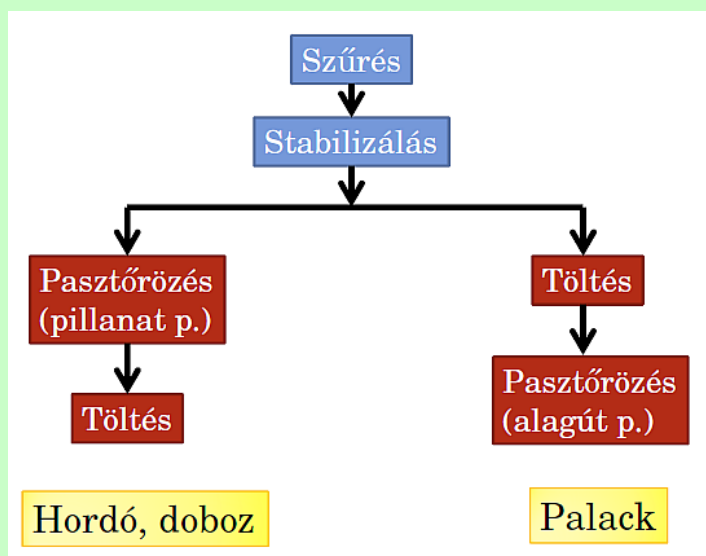 Szűrés
Stabilizálás
Pasztőrözés
(pillanat p.)
Töltés
Hordó, doboz
Töltés
Pasztőrözés
(alagút p.)
Palack